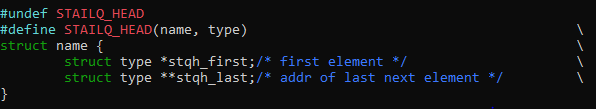 #undef STAILQ_HEAD
#define STAILQ_HEAD(name, type) \
struct name { \
struct type *stqh_first;/* first element */ \
struct type **stqh_last;/* addr of last next element */ \
}